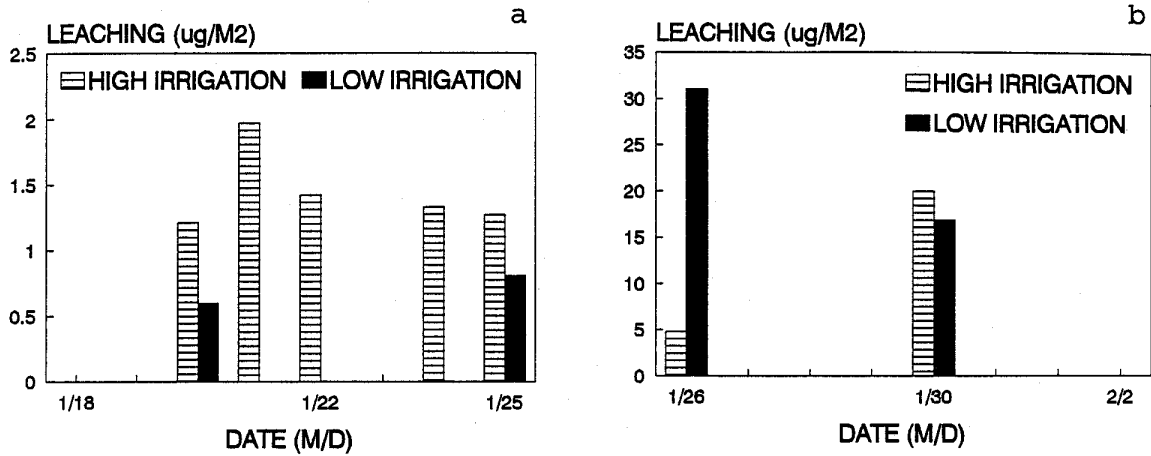 a
LEACHING (ug/M2)
2.5
HIGH IRRIGATION LOW IRRIGATION
2
1.5
1
0.5
0
1/18 1/22 1/25
DATE (M/D)
b
LEACHING (ug/M2)
35
HIGH IRRIGATION
30
LOW IRRIGATION
25
20
15
10
5
0
1/26 1/30 2/2
DATE (M/D)